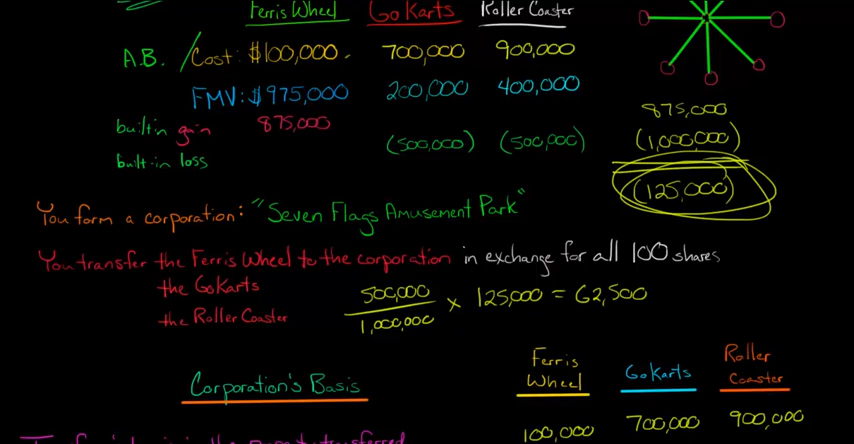 Ferris Wheel Go Karts Roller Coaster
A.B. / Cost: $100,000 700,000 900,000
FMV: $975,000 200,000 400,000
built-in gain 875,000
built-in loss (500,000) (500,000)
875,000
(1,000,000)
(125,000)
You form a corporation: "Seven Flags Amusement Park"
You transfer the Ferris Wheel to the corporation in exchange for all 100 shares
the Go Karts
the Roller Coaster
500,000
1,000,000
x 125,000 = 62,500
Corporation's Basis
Ferris Wheel Go Karts Roller Coaster
100,000 700,000 900,000